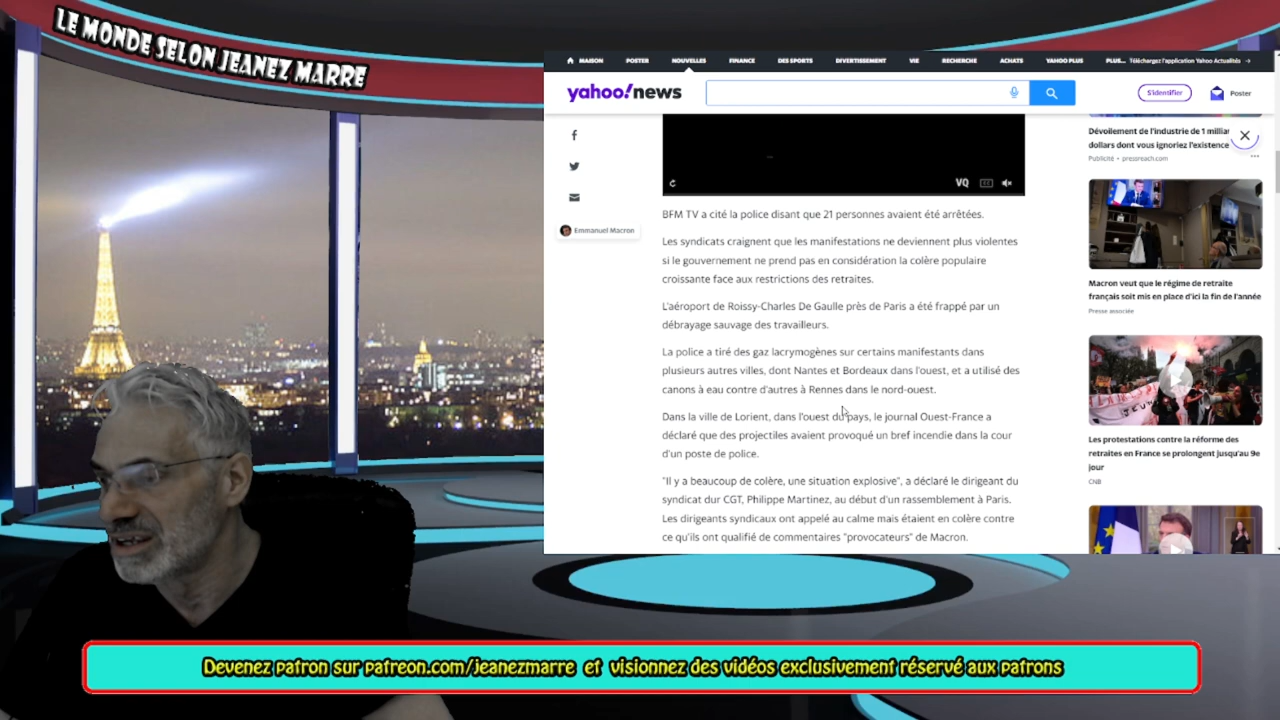 LE MONDE SELON JEANEZ MARRE
MAISON POSTER NOUVELLES FINANCE DES SPORTS DIVERTISSEMENT VIE RECHERCHE ACHATS YAHOO PLUS PLUS... Téléchargez l'application Yahoo Actualités →
yahoo!news
S'identifier
Poster
VQ
CC
Emmanuel Macron
BFM TV a cité la police disant que 21 personnes avaient été arrêtées.
Les syndicats craignent que les manifestations ne deviennent plus violentes
si le gouvernement ne prend pas en considération la colère populaire
croissante face aux restrictions des retraites.
L'aéroport de Roissy-Charles De Gaulle près de Paris a été frappé par un
débrayage sauvage des travailleurs.
La police a tiré des gaz lacrymogènes sur certains manifestants dans
plusieurs autres villes, dont Nantes et Bordeaux dans l'ouest, et a utilisé des
canons à eau contre d'autres à Rennes dans le nord-ouest.
Dans la ville de Lorient, dans l'ouest du pays, le journal Ouest-France a
déclaré que des projectiles avaient provoqué un bref incendie dans la cour
d'un poste de police.
"Il y a beaucoup de colère, une situation explosive", a déclaré le dirigeant du
syndicat dur CGT, Philippe Martinez, au début d'un rassemblement à Paris.
Les dirigeants syndicaux ont appelé au calme mais étaient en colère contre
ce qu'ils ont qualifié de commentaires "provocateurs" de Macron.
Dévoilement de l'industrie de 1 milliar
dollars dont vous ignoriez l'existence
Publicité • pressreach.com
Macron veut que le régime de retraite
français soit mis en place d'ici la fin de l'année
Presse associée
Les protestations contre la réforme des
retraites en France se prolongent jusqu'au 9e
jour
CNB
Devenez patron sur patreon.com/jeanezmarre et visionnez des vidéos exclusivement réservé aux patrons